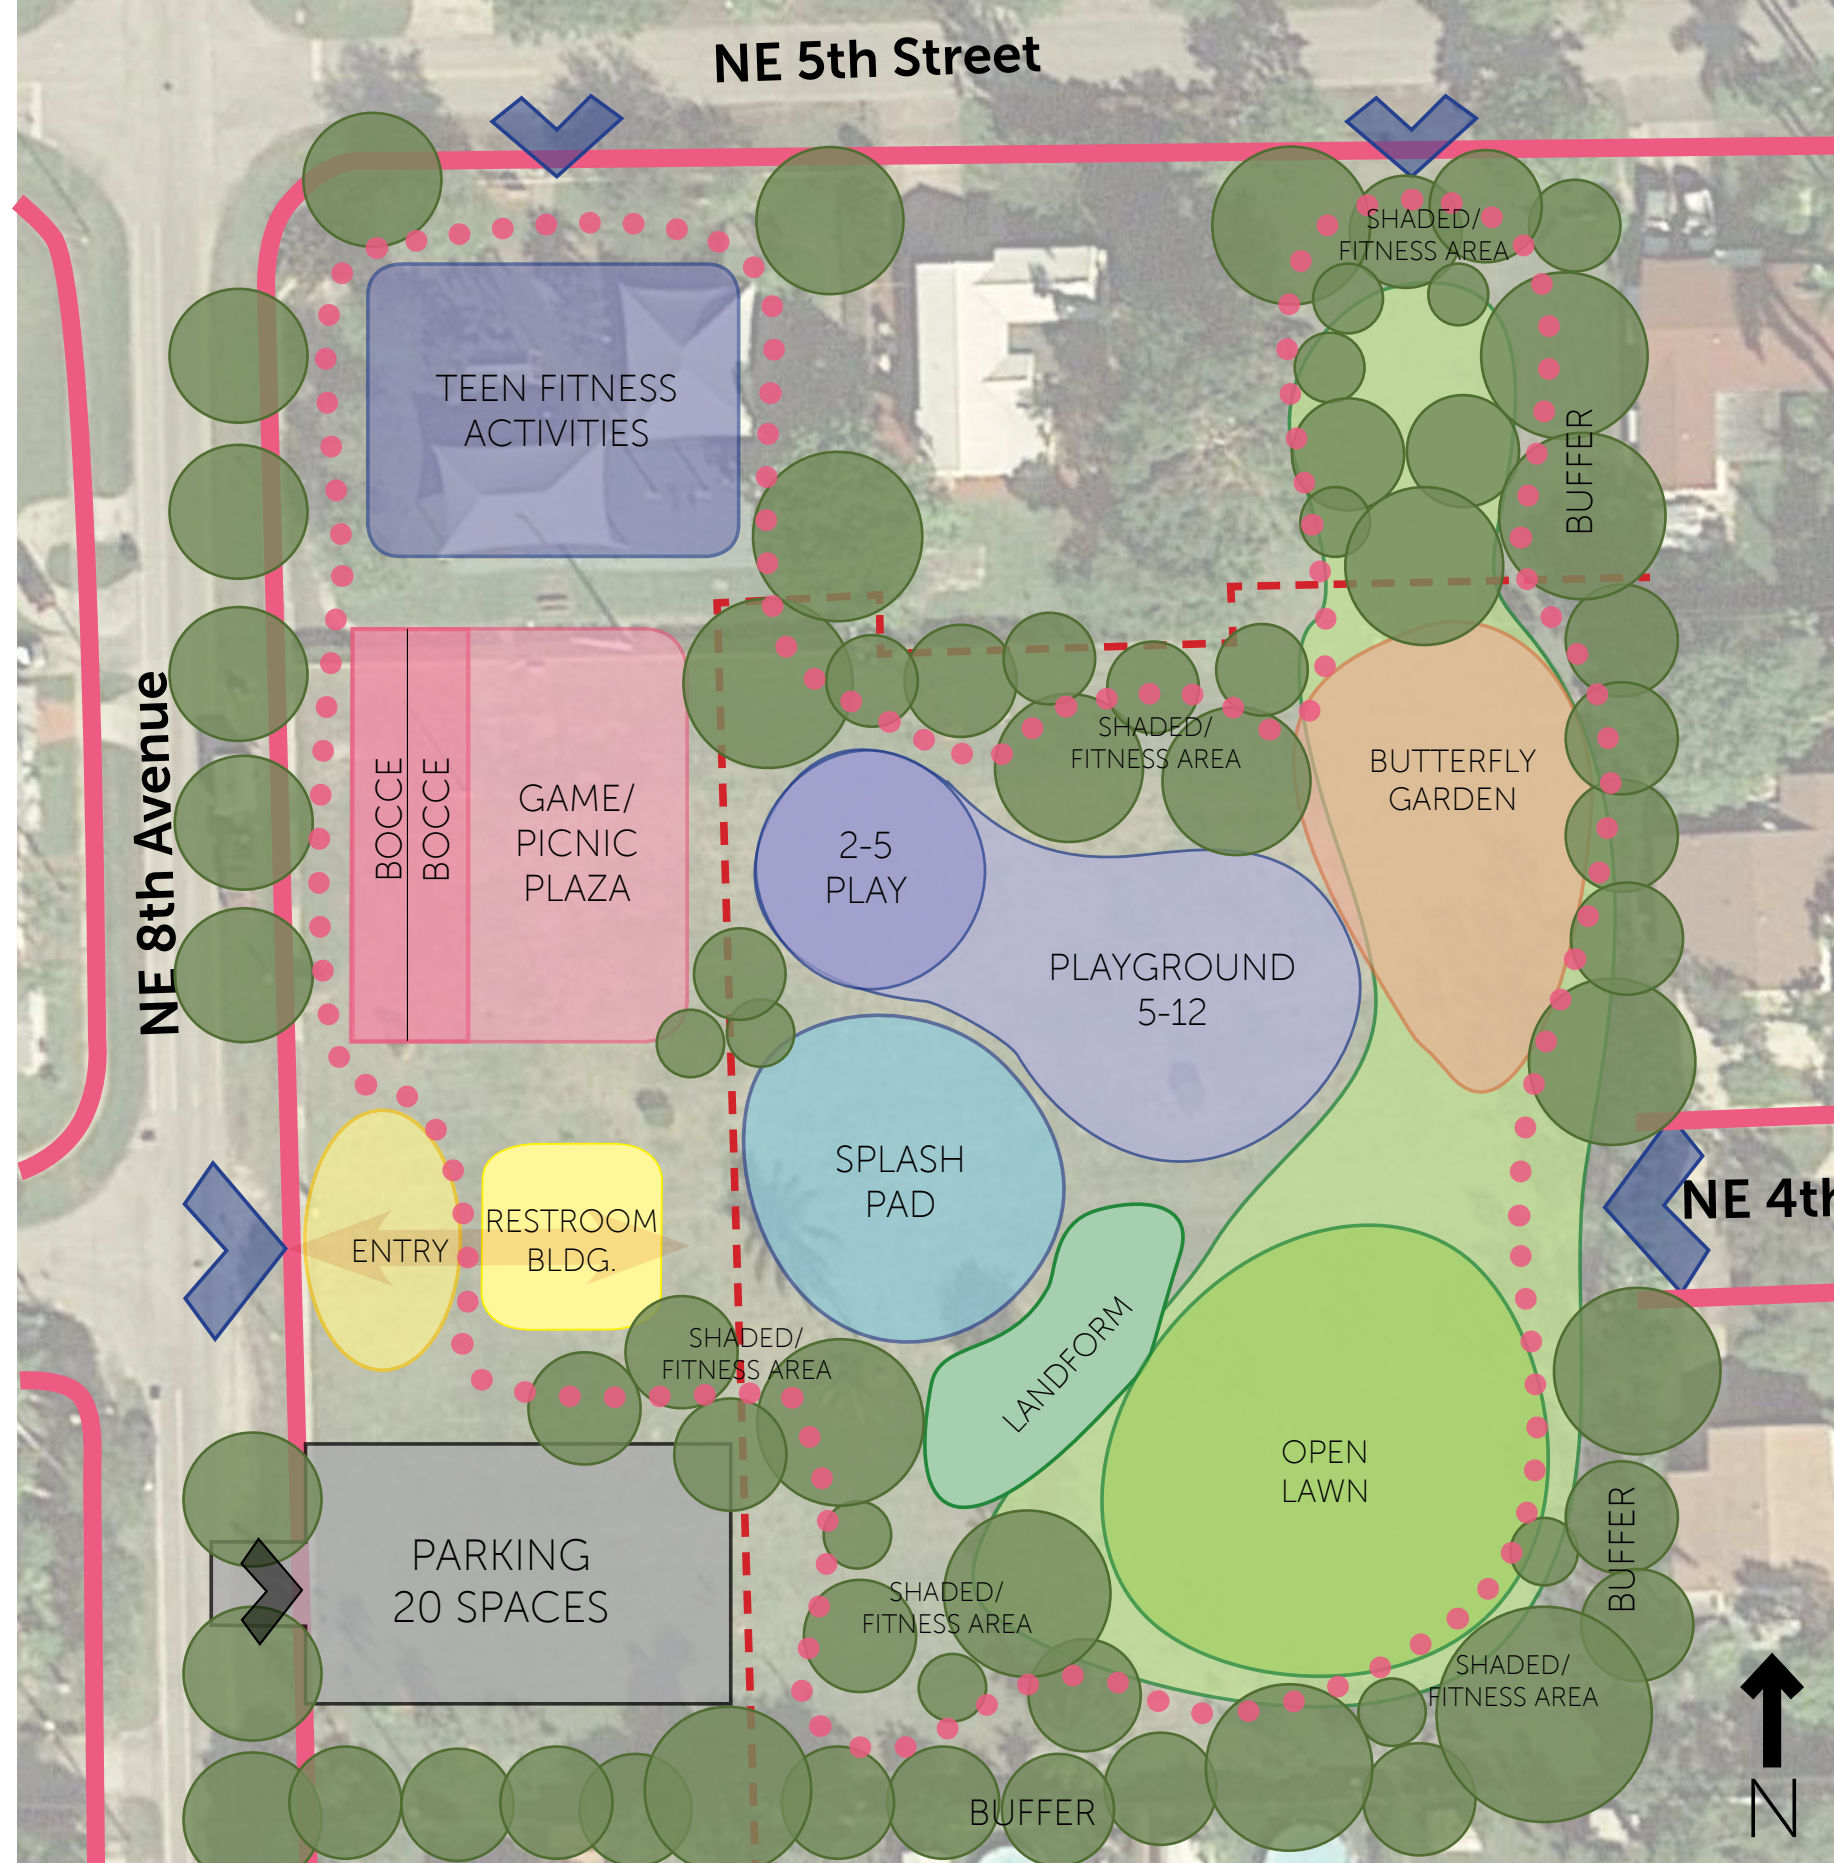 NE 5th Street
SHADED/
FITNESS AREA
TEEN FITNESS
ACTIVITIES
BUFFER
NE 8th Avenue
BOCCE
BOCCE
GAME/
PICNIC
PLAZA
2-5
PLAY
SHADED/
FITNESS AREA
BUTTERFLY
GARDEN
PLAYGROUND
5-12
SPLASH
PAD
NE 4th
ENTRY
RESTROOM
BLDG.
SHADED/
FITNESS AREA
LANDFORM
OPEN
LAWN
PARKING
20 SPACES
SHADED/
FITNESS AREA
BUFFER
SHADED/
FITNESS AREA
BUFFER
N